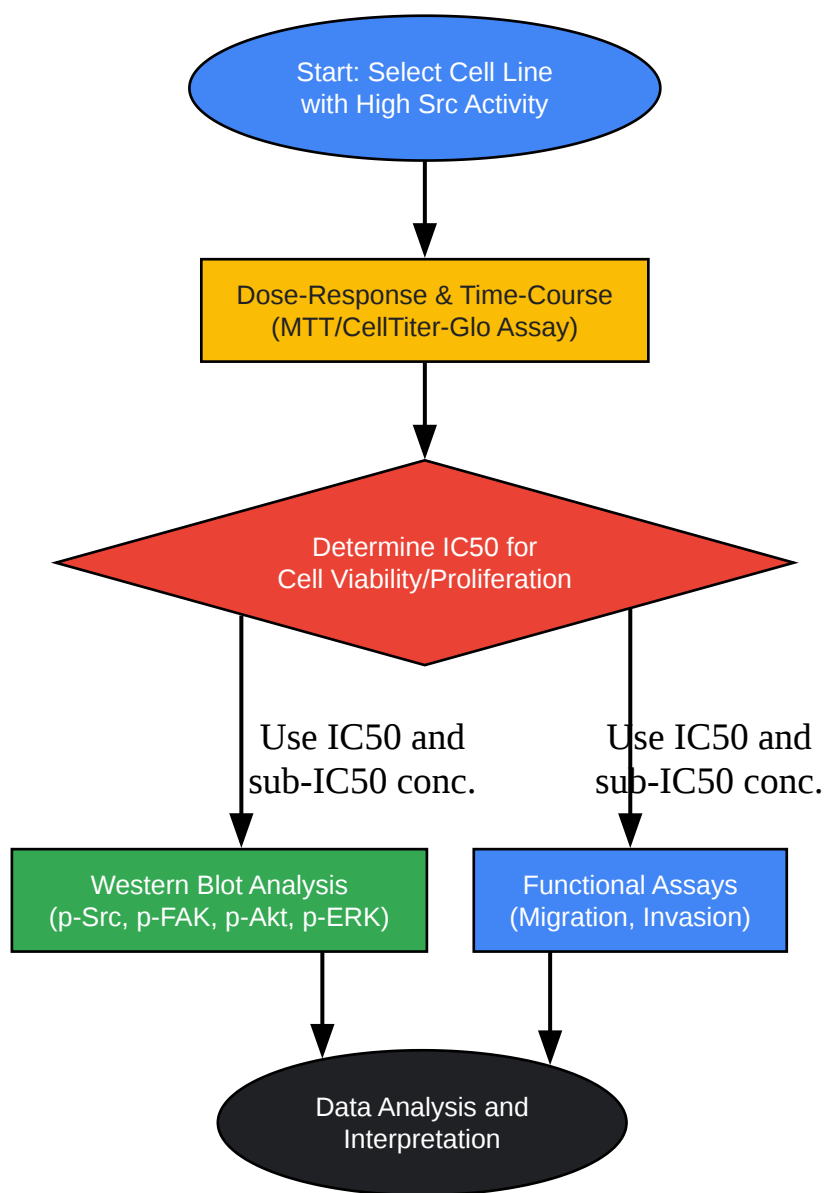 Start: Select Cell Line
with High Src Activity
Dose-Response & Time-Course
(MTT/CellTiter-Glo Assay)
Determine IC50 for
Cell Viability/Proliferation
Use IC50 and
sub-IC50 conc.
Use IC50 and
sub-IC50 conc.
Western Blot Analysis
(p-Src, p-FAK, p-Akt, p-ERK)
Functional Assays
(Migration, Invasion)
Data Analysis and
Interpretation